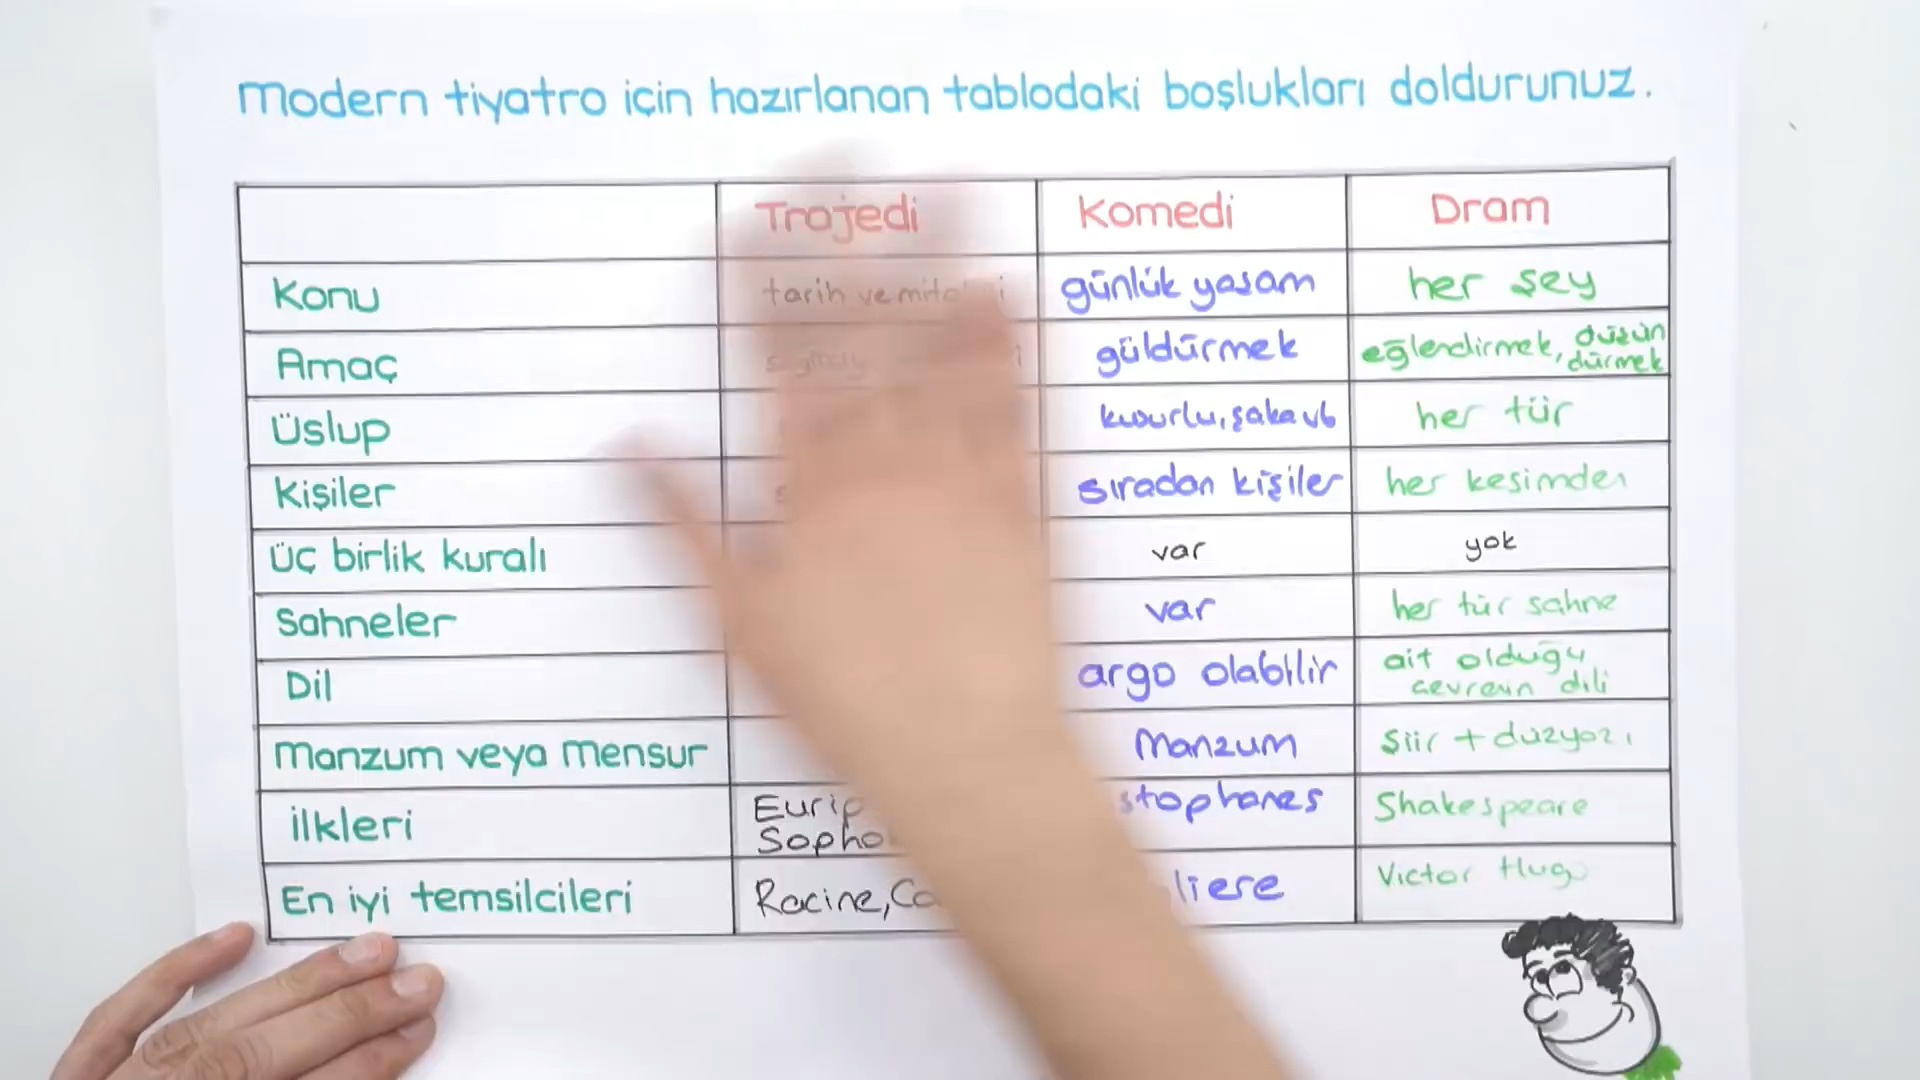 Modern tiyatro için hazırlanan tablodaki boşlukları doldurunuz.
Trajedi Komedi Dram
Konu tarih ve günlük yaşam her şey
Amaç güldürmek eğlendirmek, düşün
dürmek
Üslup kusurlu, şaka vb her tür
Kişiler sıradan kişiler her kesimden
Üç birlik kuralı var yok
Sahneler var her tür sahne
Dil argo olabilir ait olduğu
çevrenin dili
Manzum veya Mensur Manzum Şiir + düzyazı
İlkleri Eurip stophanes Shakespeare
Sopho
En iyi temsilcileri Racine, Co liere Victor Hugo